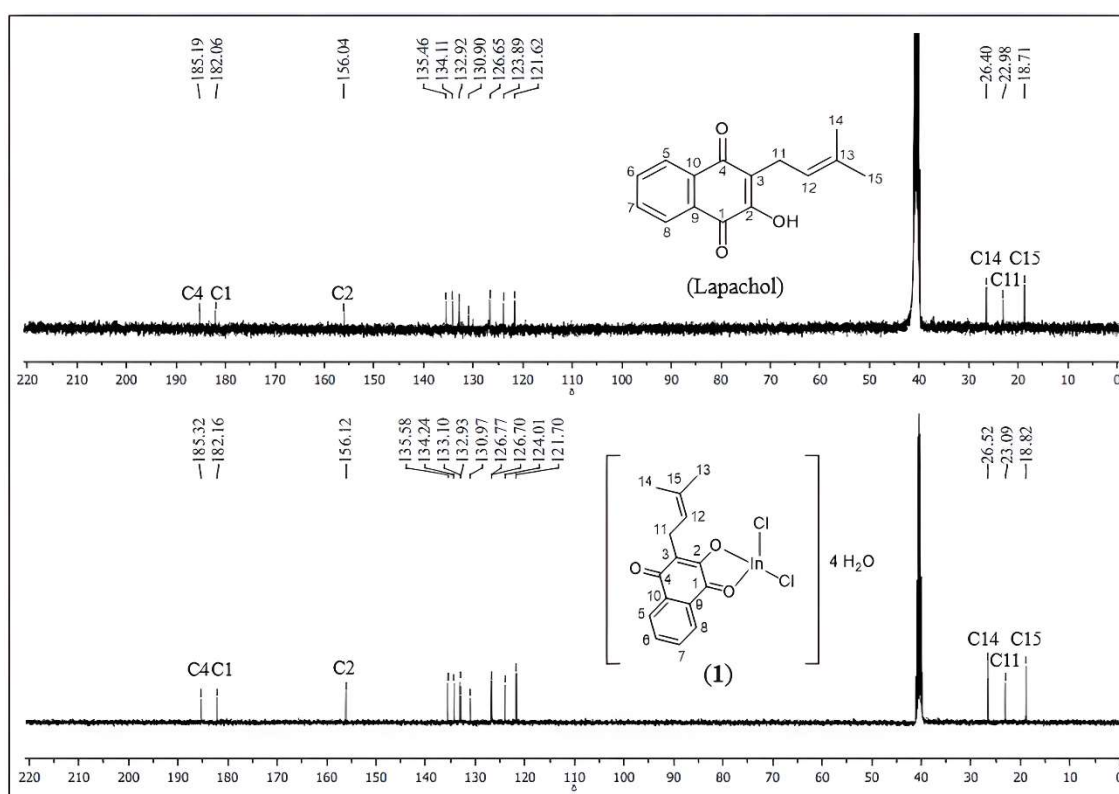 185.19
182.06
156.04
135.46
134.11
132.92
130.90
126.65
123.89
121.62
26.40
22.98
18.71
O
14
5
11
13
10
4
6
3
12
15
7
9
1
2
OH
8
O
(Lapachol)
C4 C1
C2
C14 C15
C11
220 210 200 190 180 170 160 150 140 130 120 110 100 90 80 70 60 50 40 30 20 10 0
δ
185.32
182.16
156.12
135.58
134.24
133.10
132.93
130.97
126.77
126.70
124.01
121.70
26.52
23.09
18.82
14
15
13
Cl
11
12
O
In
3
2
O
4
1
O
Cl
10
9
5
8
6
7
4 H₂O
(1)
C4 C1
C2
C14 C15
C11
220 210 200 190 180 170 160 150 140 130 120 110 100 90 80 70 60 50 40 30 20 10 0
δ